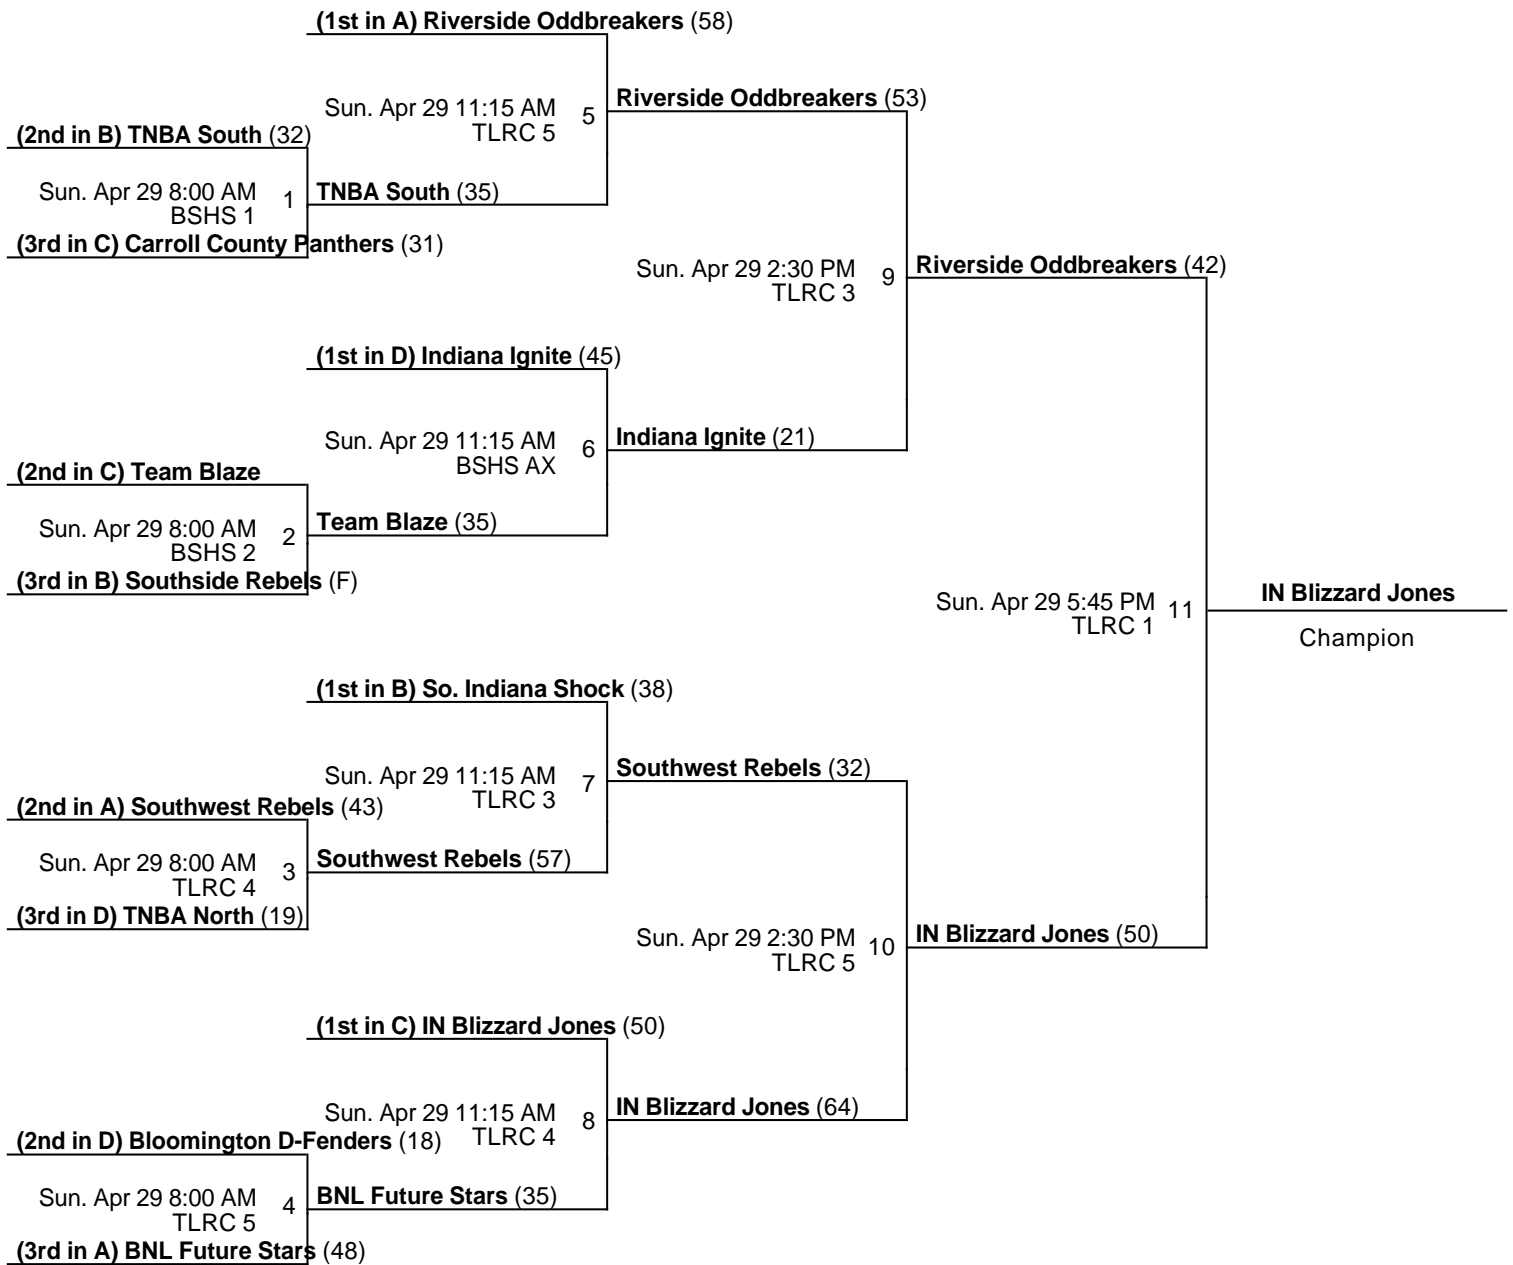 (1st in A) Riverside Oddbreakers (58)
Sun. Apr 29 11:15 AM
TLRC 5
5
Riverside Oddbreakers (53)
(2nd in B) TNBA South (32)
Sun. Apr 29 8:00 AM
BSHS 1
1
TNBA South (35)
(3rd in C) Carroll County Panthers (31)
Sun. Apr 29 2:30 PM
TLRC 3
9
Riverside Oddbreakers (42)
(1st in D) Indiana Ignite (45)
Sun. Apr 29 11:15 AM
BSHS AX
6
Indiana Ignite (21)
(2nd in C) Team Blaze
Sun. Apr 29 8:00 AM
BSHS 2
2
Team Blaze (35)
(3rd in B) Southside Rebels (F)
Sun. Apr 29 5:45 PM
TLRC 1
11
IN Blizzard Jones
Champion
(1st in B) So. Indiana Shock (38)
Sun. Apr 29 11:15 AM
TLRC 3
7
Southwest Rebels (32)
(2nd in A) Southwest Rebels (43)
Sun. Apr 29 8:00 AM
TLRC 4
3
Southwest Rebels (57)
(3rd in D) TNBA North (19)
Sun. Apr 29 2:30 PM
TLRC 5
10
IN Blizzard Jones (50)
(1st in C) IN Blizzard Jones (50)
Sun. Apr 29 11:15 AM
TLRC 4
8
IN Blizzard Jones (64)
(2nd in D) Bloomington D-Fenders (18)
Sun. Apr 29 8:00 AM
TLRC 5
4
BNL Future Stars (35)
(3rd in A) BNL Future Stars (48)